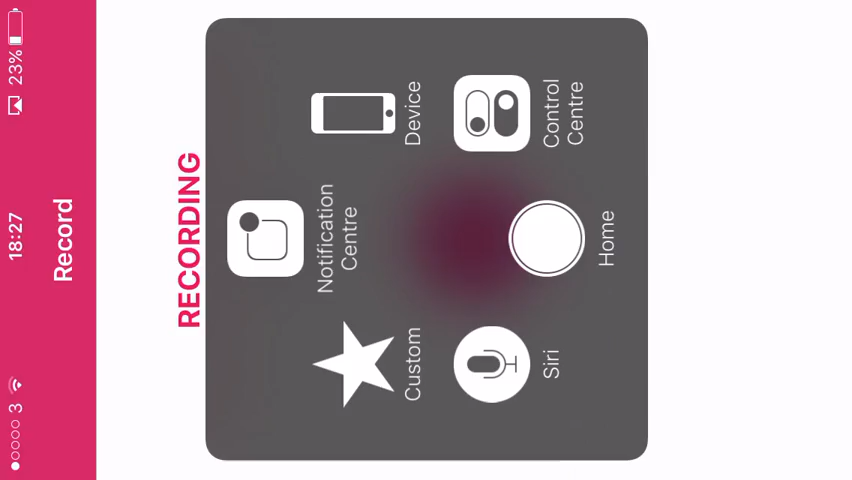 3 18:27 23%
Record
RECORDING
Notification
Centre
Custom
Device
Siri
Control
Centre
Home